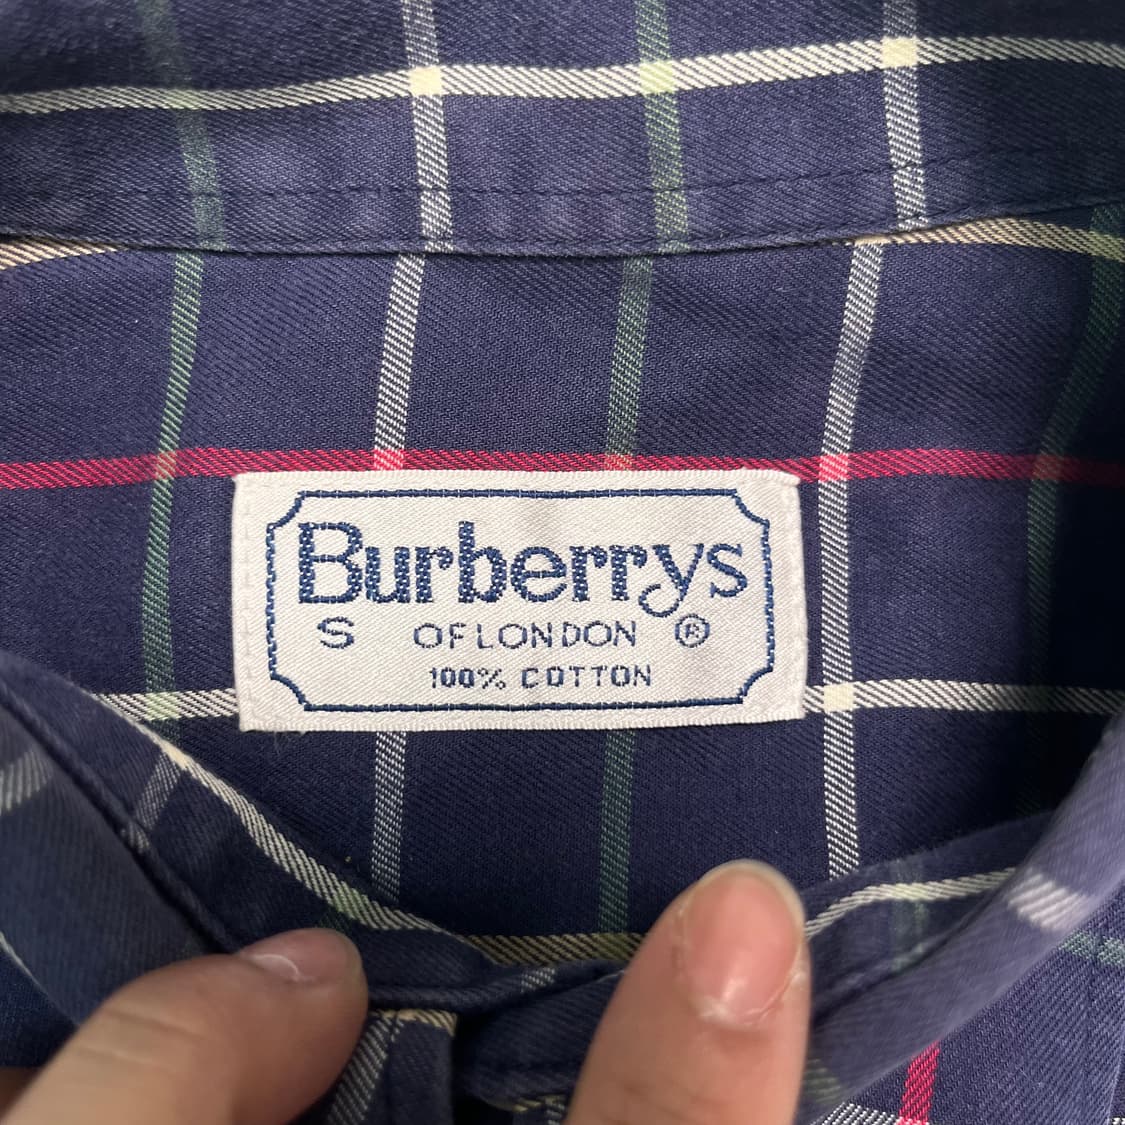 Burberrys
S OF LONDON ®
100% COTTON